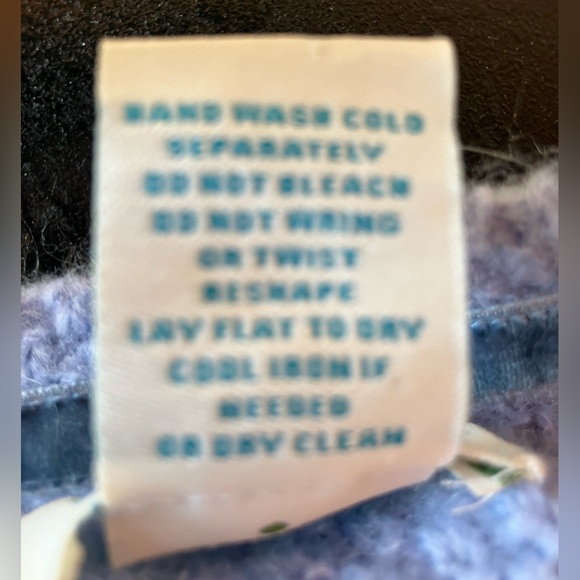 HAND WASH COLD
SEPARATELY
DO NOT BLEACH
DO NOT WRING
OR TWIST
RESHAPE
LAY FLAT TO DRY
COOL IRON IF
NEEDED
OR DRY CLEAN